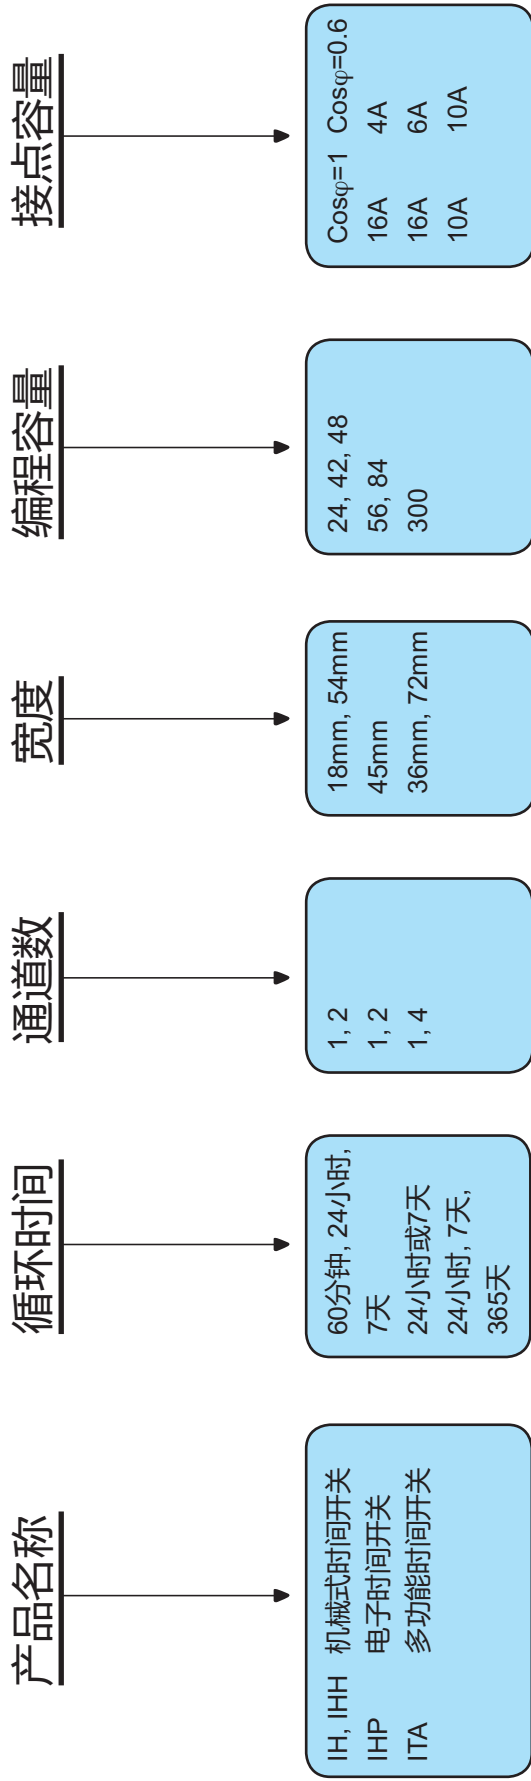 产品名称
IH, IHH 机械式时间开关
IHP 电子时间开关
ITA 多功能时间开关
循环时间
60分钟, 24小时,
7天
24小时或7天
24小时, 7天,
365天
通道数
1, 2
1, 2
1, 4
宽度
18mm, 54mm
45mm
36mm, 72mm
编程容量
24, 42, 48
56, 84
300
接点容量
Cosφ=1 Cosφ=0.6
16A 4A
16A 6A
10A 10A